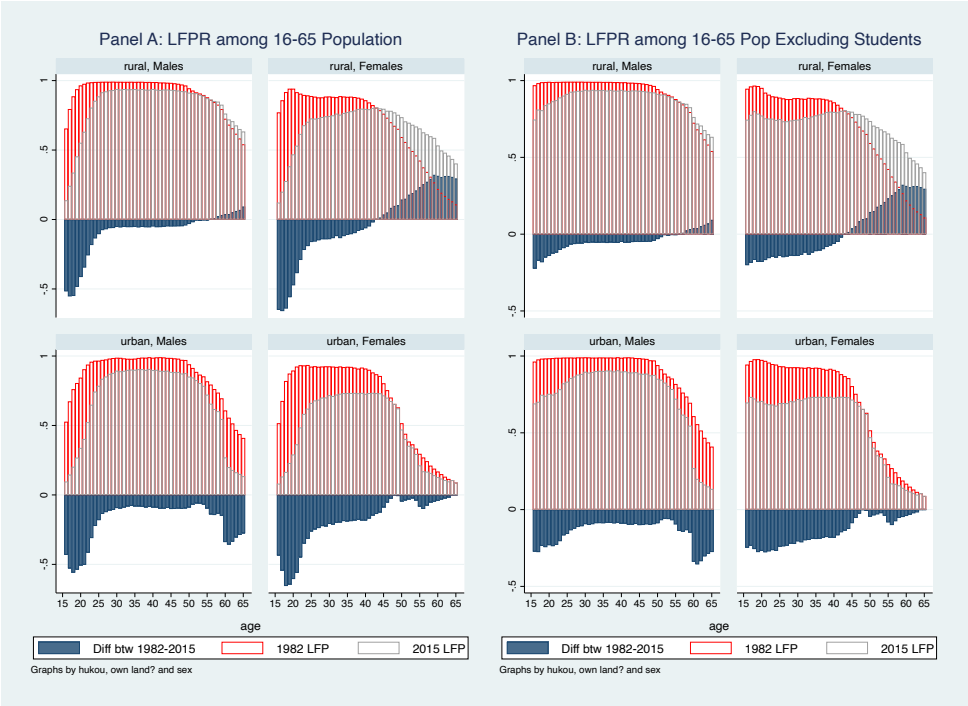 Panel A: LFPR among 16-65 Population
rural, Males
rural, Females
1
.5
0
-.5
urban, Males
urban, Females
1
.5
0
-.5
15 20 25 30 35 40 45 50 55 60 65
15 20 25 30 35 40 45 50 55 60 65
age
Diff btw 1982-2015
1982 LFP
2015 LFP
Graphs by hukou, own land? and sex
Panel B: LFPR among 16-65 Pop Excluding Students
rural, Males
rural, Females
1
.5
0
-.5
urban, Males
urban, Females
1
.5
0
-.5
15 20 25 30 35 40 45 50 55 60 65
15 20 25 30 35 40 45 50 55 60 65
age
Diff btw 1982-2015
1982 LFP
2015 LFP
Graphs by hukou, own land? and sex